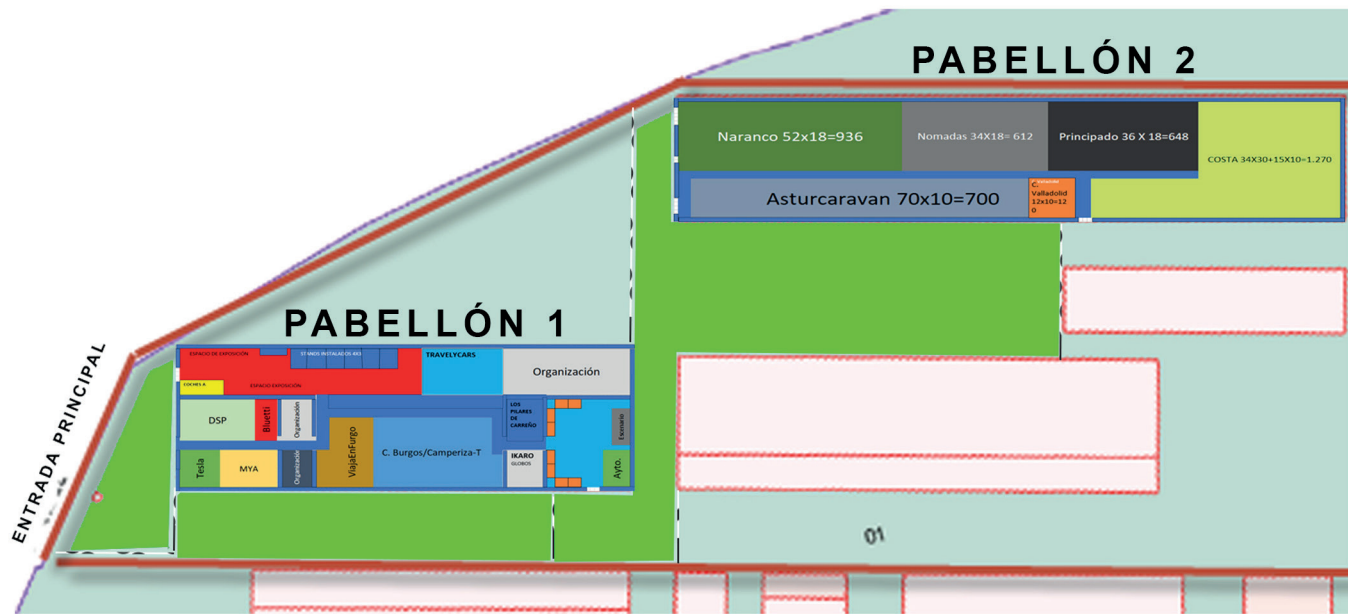 PABELLÓN 2
Naranco 52x18=936
Nomadas 34X18= 612
Principado 36 X 18=648
COSTA 34X30+15X10=1.270
Asturcaravan 70x10=700
C.
Valladolid
12x10=12
0
PABELLÓN 1
ENTRADA PRINCIPAL
ESPACIO DE EXPOSICIÓN
STANDS INSTALADOS 4X3
TRAVELYCARS
Organización
COCHES A
ESPACIO EXPOSICIÓN
DSP
Bluetti
Organización
LOS
PILARES
DE
CARREÑO
Escenario
ViajaEnFurgo
C. Burgos/Camperiza-T
Tesla
MYA
Organización
IKARO
GLOBOS
Ayto.
01